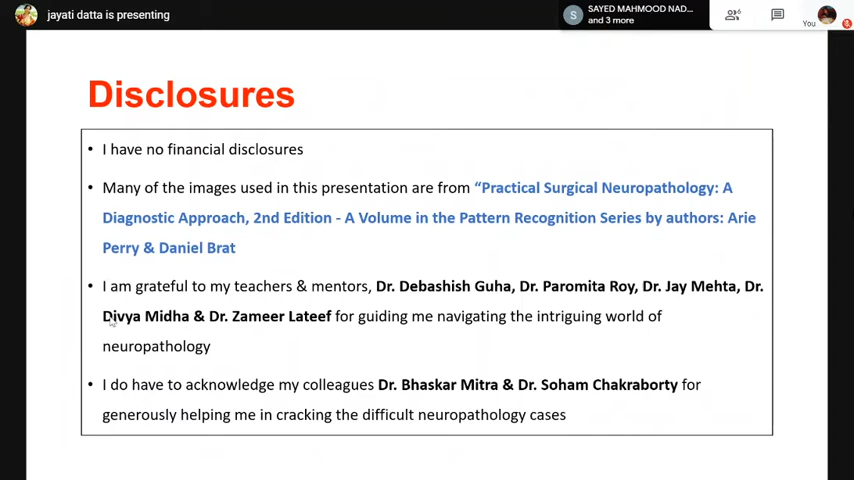 jayati datta is presenting
S
SAYED MAHMOOD NAD...
and 3 more
6
You
Disclosures
• I have no financial disclosures
• Many of the images used in this presentation are from “Practical Surgical Neuropathology: A
Diagnostic Approach, 2nd Edition - A Volume in the Pattern Recognition Series by authors: Arie
Perry & Daniel Brat
• I am grateful to my teachers & mentors, Dr. Debashish Guha, Dr. Paromita Roy, Dr. Jay Mehta, Dr.
Divya Midha & Dr. Zameer Lateef for guiding me navigating the intriguing world of
neuropathology
• I do have to acknowledge my colleagues Dr. Bhaskar Mitra & Dr. Soham Chakraborty for
generously helping me in cracking the difficult neuropathology cases